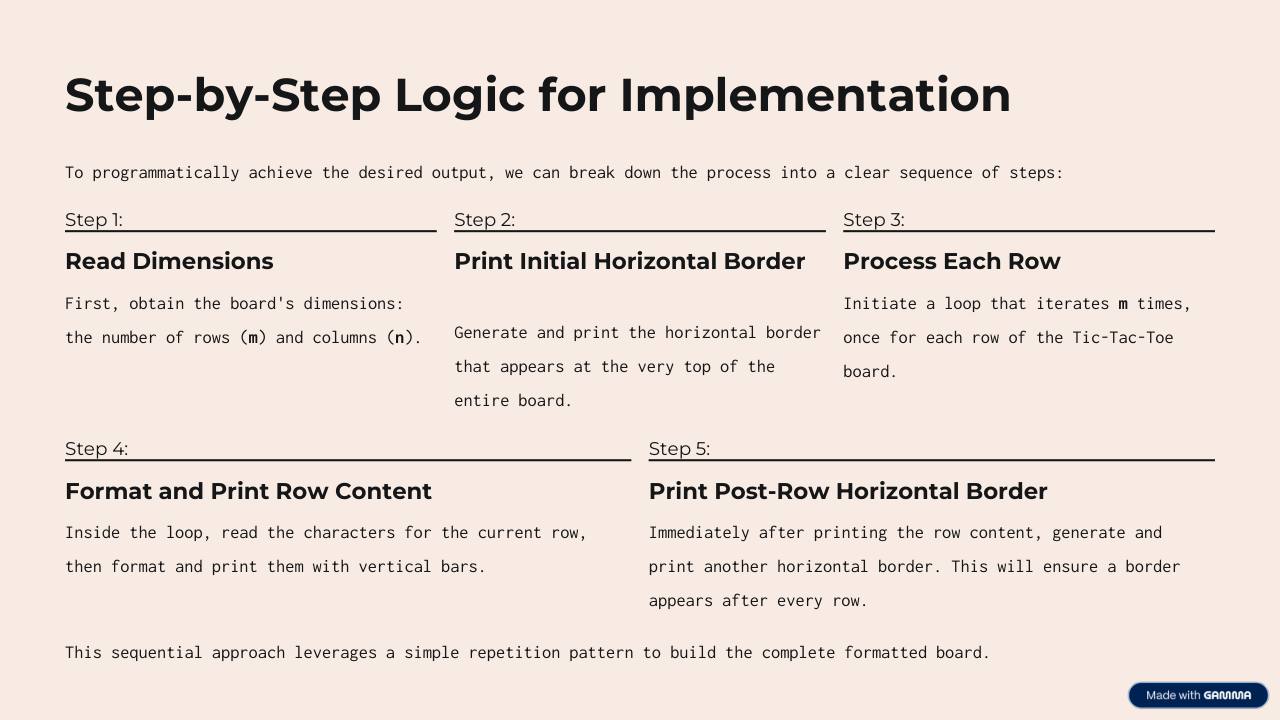 Step-by-Step Logic for Implementation
To programmatically achieve the desired output, we can break down the process into a clear sequence of steps:
Step 1:
Read Dimensions
First, obtain the board's dimensions:
the number of rows (m) and columns (n).
Step 2:
Print Initial Horizontal Border
Generate and print the horizontal border
that appears at the very top of the
entire board.
Step 3:
Process Each Row
Initiate a loop that iterates m times,
once for each row of the Tic-Tac-Toe
board.
Step 4:
Format and Print Row Content
Inside the loop, read the characters for the current row,
then format and print them with vertical bars.
Step 5:
Print Post-Row Horizontal Border
Immediately after printing the row content, generate and
print another horizontal border. This will ensure a border
appears after every row.
This sequential approach leverages a simple repetition pattern to build the complete formatted board.
Made with GAMMA